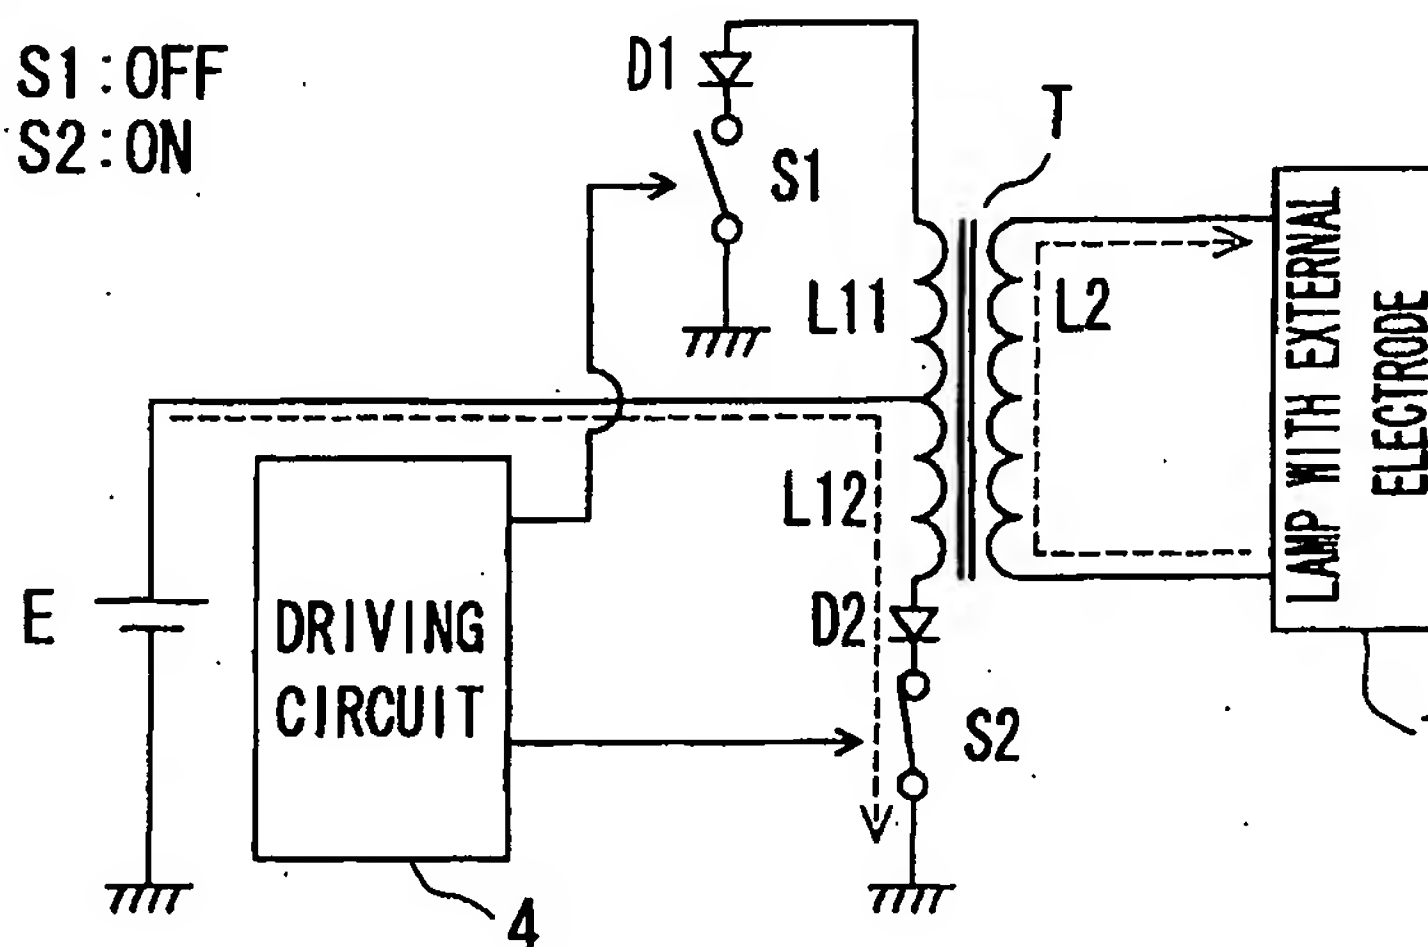 S1:OFF
S2:ON
D1
S1
T
L11
L2
LAMP WITH EXTERNAL
ELECTRODE
L12
E
DRIVING
CIRCUIT
D2
S2
4